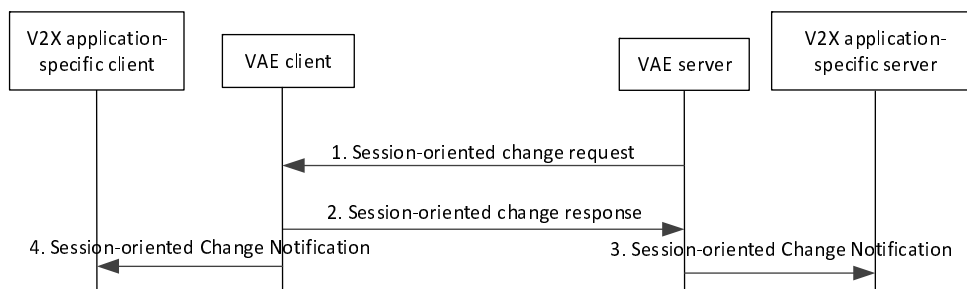 V2X application-
specific client
VAE client
VAE server
V2X application-
specific server
1. Session-oriented change request
2. Session-oriented change response
4. Session-oriented Change Notification
3. Session-oriented Change Notification